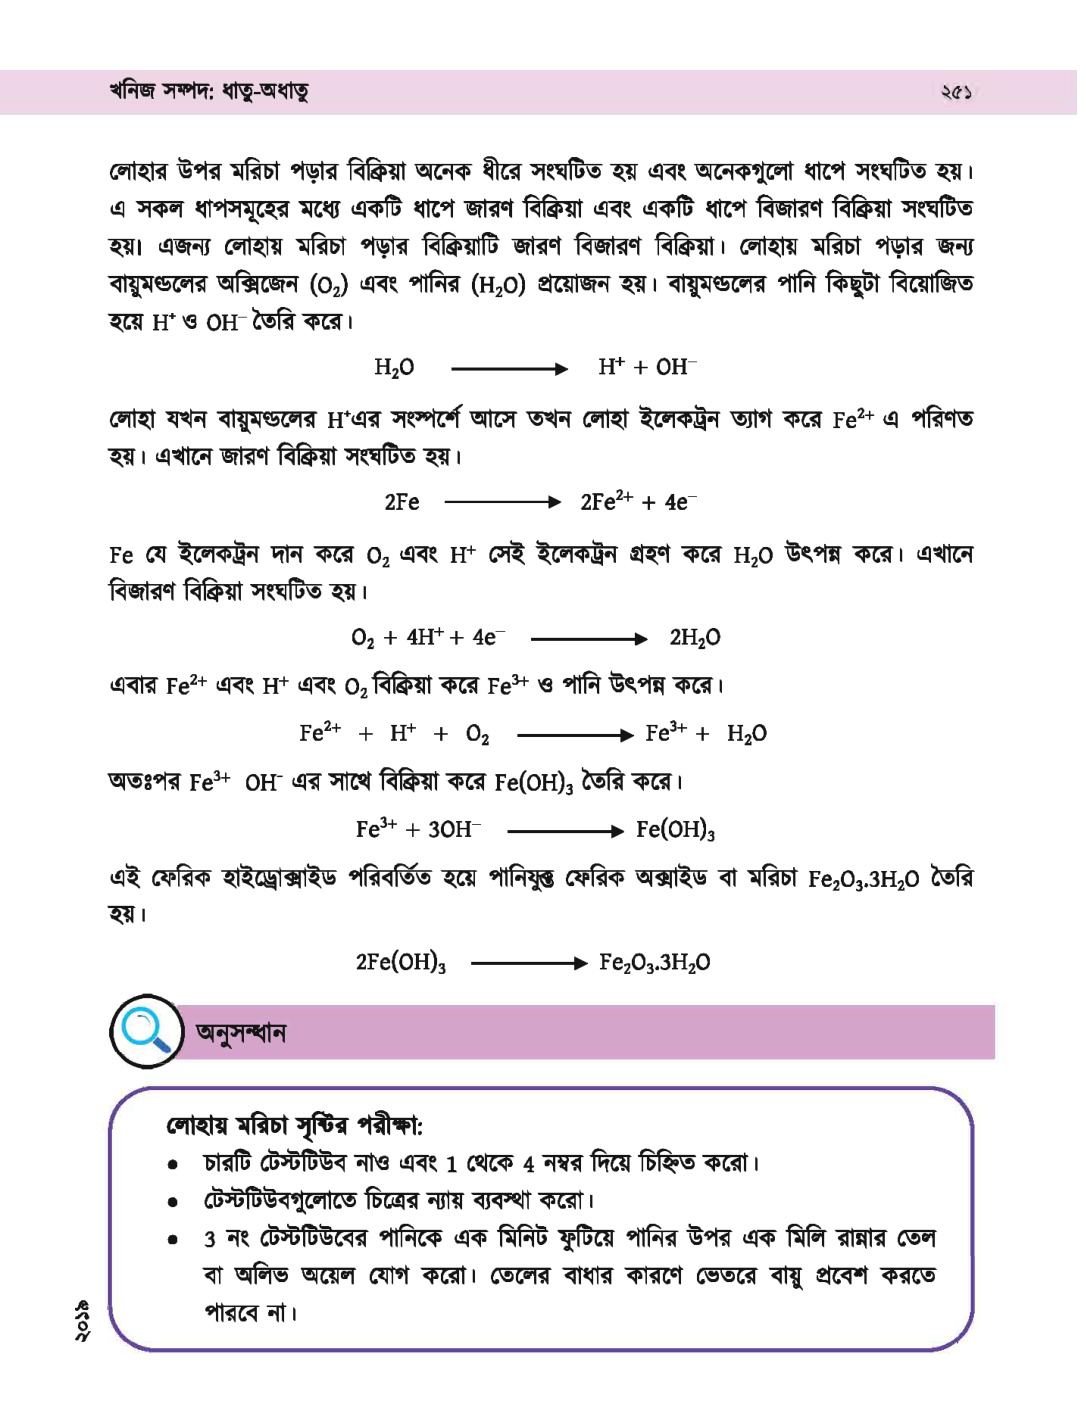 খনিজ সম্পদ: ধাতু-অধাতু ২৫১
লোহার উপর মরিচা পড়ার বিক্রিয়া অনেক ধীরে সংঘটিত হয় এবং অনেকগুলো ধাপে সংঘটিত হয়।
এ সকল ধাপসমূহের মধ্যে একটি ধাপে জারণ বিক্রিয়া এবং একটি ধাপে বিজারণ বিক্রিয়া সংঘটিত
হয়। এজন্য লোহায় মরিচা পড়ার বিক্রিয়াটি জারণ বিজারণ বিক্রিয়া। লোহায় মরিচা পড়ার জন্য
বায়ুমণ্ডলের অক্সিজেন (O₂) এবং পানির (H₂O) প্রয়োজন হয়। বায়ুমণ্ডলের পানি কিছুটা বিয়োজিত
হয়ে H⁺ ও OH⁻ তৈরি করে।
H₂O ⟶ H⁺ + OH⁻
লোহা যখন বায়ুমণ্ডলের H⁺এর সংস্পর্শে আসে তখন লোহা ইলেকট্রন ত্যাগ করে Fe²⁺ এ পরিণত
হয়। এখানে জারণ বিক্রিয়া সংঘটিত হয়।
2Fe ⟶ 2Fe²⁺ + 4e⁻
Fe যে ইলেকট্রন দান করে O₂ এবং H⁺ সেই ইলেকট্রন গ্রহণ করে H₂O উৎপন্ন করে। এখানে
বিজারণ বিক্রিয়া সংঘটিত হয়।
O₂ + 4H⁺ + 4e⁻ ⟶ 2H₂O
এবার Fe²⁺ এবং H⁺ এবং O₂ বিক্রিয়া করে Fe³⁺ ও পানি উৎপন্ন করে।
Fe²⁺ + H⁺ + O₂ ⟶ Fe³⁺ + H₂O
অতঃপর Fe³⁺ OH⁻ এর সাথে বিক্রিয়া করে Fe(OH)₃ তৈরি করে।
Fe³⁺ + 3OH⁻ ⟶ Fe(OH)₃
এই ফেরিক হাইড্রোক্সাইড পরিবর্তিত হয়ে পানিযুক্ত ফেরিক অক্সাইড বা মরিচা Fe₂O₃.3H₂O তৈরি
হয়।
2Fe(OH)₃ ⟶ Fe₂O₃.3H₂O
অনুসন্ধান
লোহায় মরিচা সৃষ্টির পরীক্ষা:
● চারটি টেস্টটিউব নাও এবং 1 থেকে 4 নম্বর দিয়ে চিহ্নিত করো।
● টেস্টটিউবগুলোতে চিত্রের ন্যায় ব্যবস্থা করো।
● 3 নং টেস্টটিউবের পানিকে এক মিনিট ফুটিয়ে পানির উপর এক মিলি রান্নার তেল
বা অলিভ অয়েল যোগ করো। তেলের বাধার কারণে ভেতরে বায়ু প্রবেশ করতে
পারবে না।
২০১৯